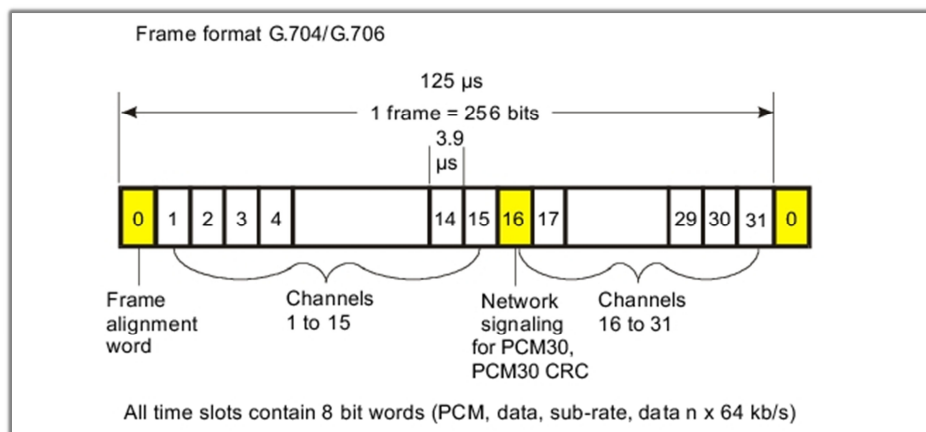 Frame format G.704/G.706
125 µs
1 frame = 256 bits
3.9
µs
0 1 2 3 4 14 15 16 17 29 30 31 0
Frame
alignment
word
Channels
1 to 15
Network
signaling
for PCM30,
PCM30 CRC
Channels
16 to 31
All time slots contain 8 bit words (PCM, data, sub-rate, data n x 64 kb/s)